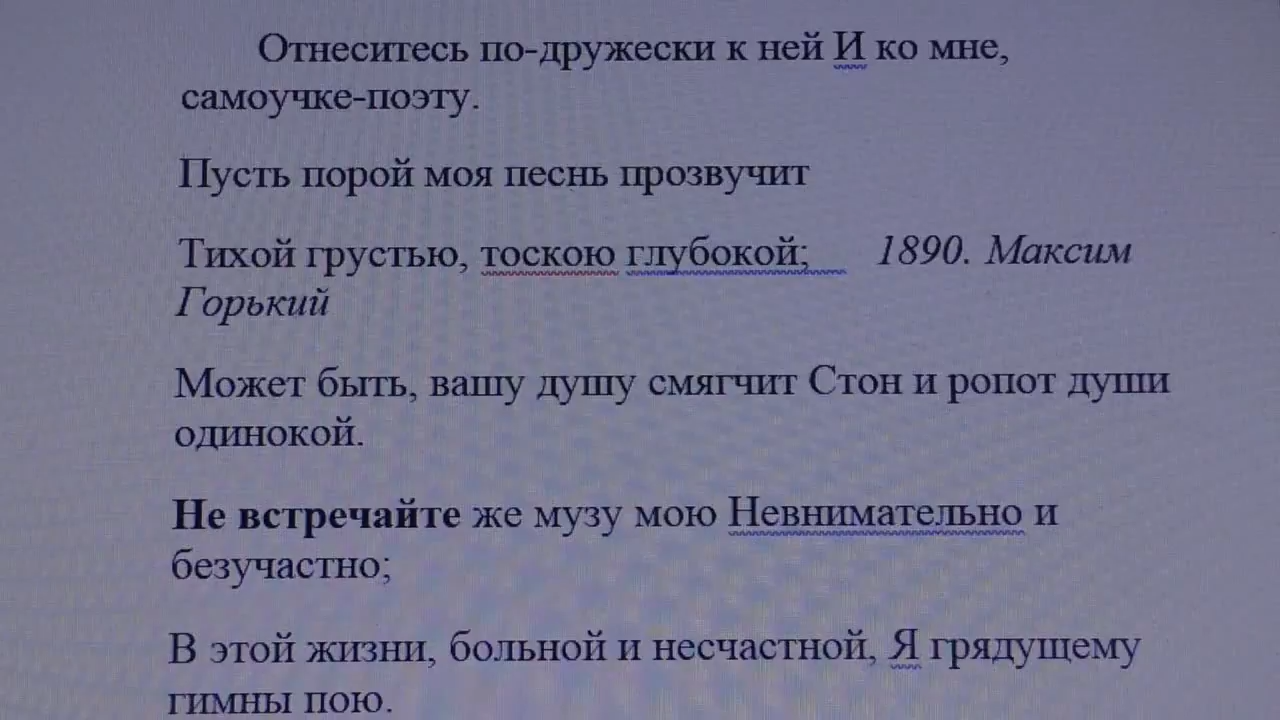 Отнеситесь по-дружески к ней И ко мне,
самоучке-поэту.
Пусть порой моя песнь прозвучит
Тихой грустью, тоскою глубокой; 1890. Максим
Горький
Может быть, вашу душу смягчит Стон и ропот души
одинокой.
Не встречайте же музу мою Невнимательно и
безучастно;
В этой жизни, больной и несчастной, Я грядущему
гимны пою.